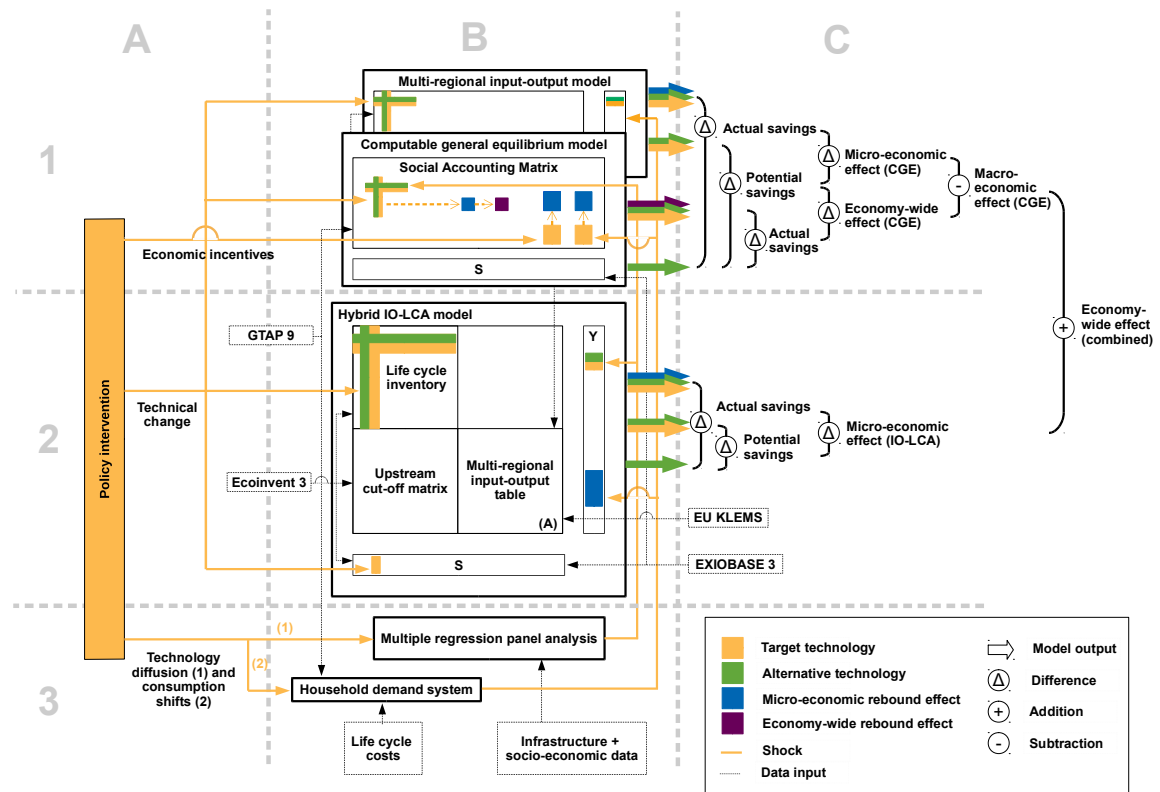 A
B
C
1
2
3
Policy intervention
Multi-regional input-output model
Computable general equilibrium model
Social Accounting Matrix
S
Economic incentives
GTAP 9
Actual savings
Potential
savings
Actual
savings
Micro-economic
effect (CGE)
Economy-wide
effect (CGE)
Macro-
economic
effect (CGE)
Δ
Δ
Δ
Δ
Δ
-
+
Economy-
wide effect
(combined)
Hybrid IO-LCA model
Y
Life cycle
inventory
Technical
change
Ecoinvent 3
Upstream
cut-off matrix
Multi-regional
input-output
table
(A)
S
EU KLEMS
EXIOBASE 3
Actual savings
Potential
savings
Micro-economic
effect (IO-LCA)
Δ
Δ
Δ
(1)
(2)
Technology
diffusion (1) and
consumption
shifts (2)
Multiple regression panel analysis
Household demand system
Life cycle
costs
Infrastructure +
socio-economic data
Target technology
Alternative technology
Micro-economic rebound effect
Economy-wide rebound effect
Shock
Data input
Model output
Δ
Difference
+
Addition
-
Subtraction